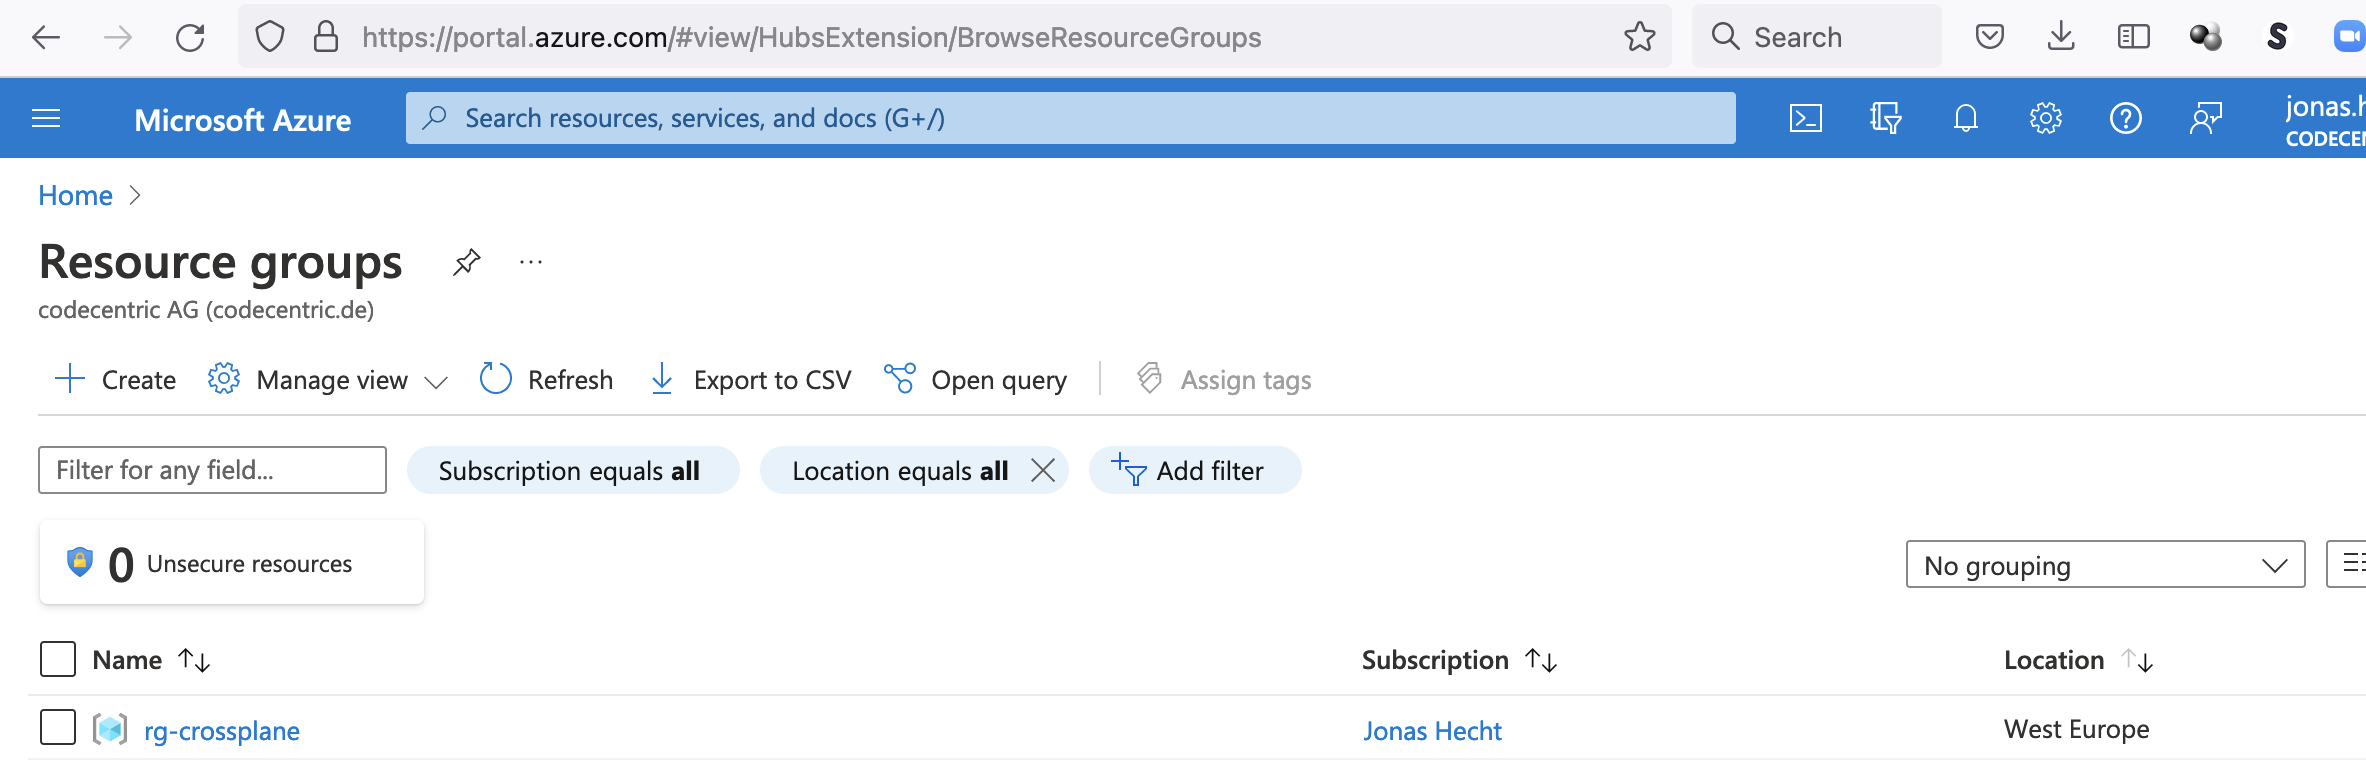 https://portal.azure.com/#view/HubsExtension/BrowseResourceGroups
Search
Microsoft Azure
Search resources, services, and docs (G+/)
jonas.h
CODECEN
Home
Resource groups
codecentric AG (codecentric.de)
Create
Manage view
Refresh
Export to CSV
Open query
Assign tags
Filter for any field...
Subscription equals all
Location equals all
Add filter
0 Unsecure resources
No grouping
Name
Subscription
Location
rg-crossplane
Jonas Hecht
West Europe